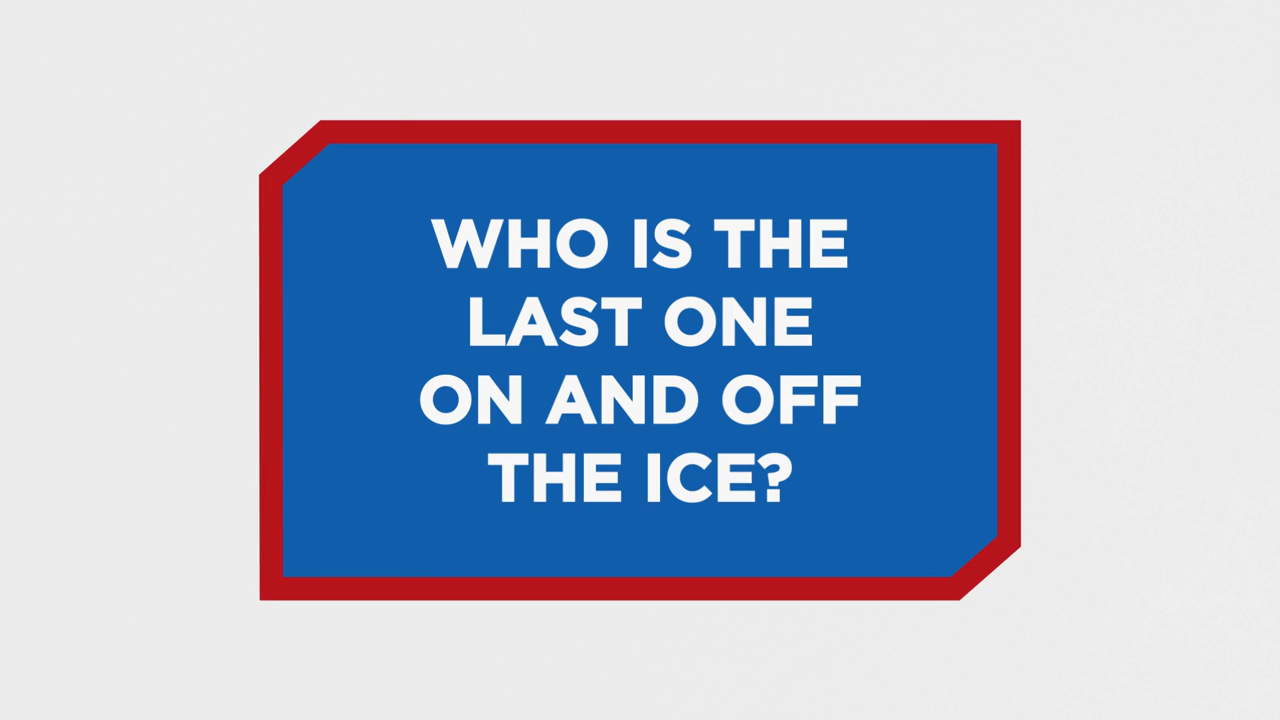 WHO IS THE
LAST ONE
ON AND OFF
THE ICE?